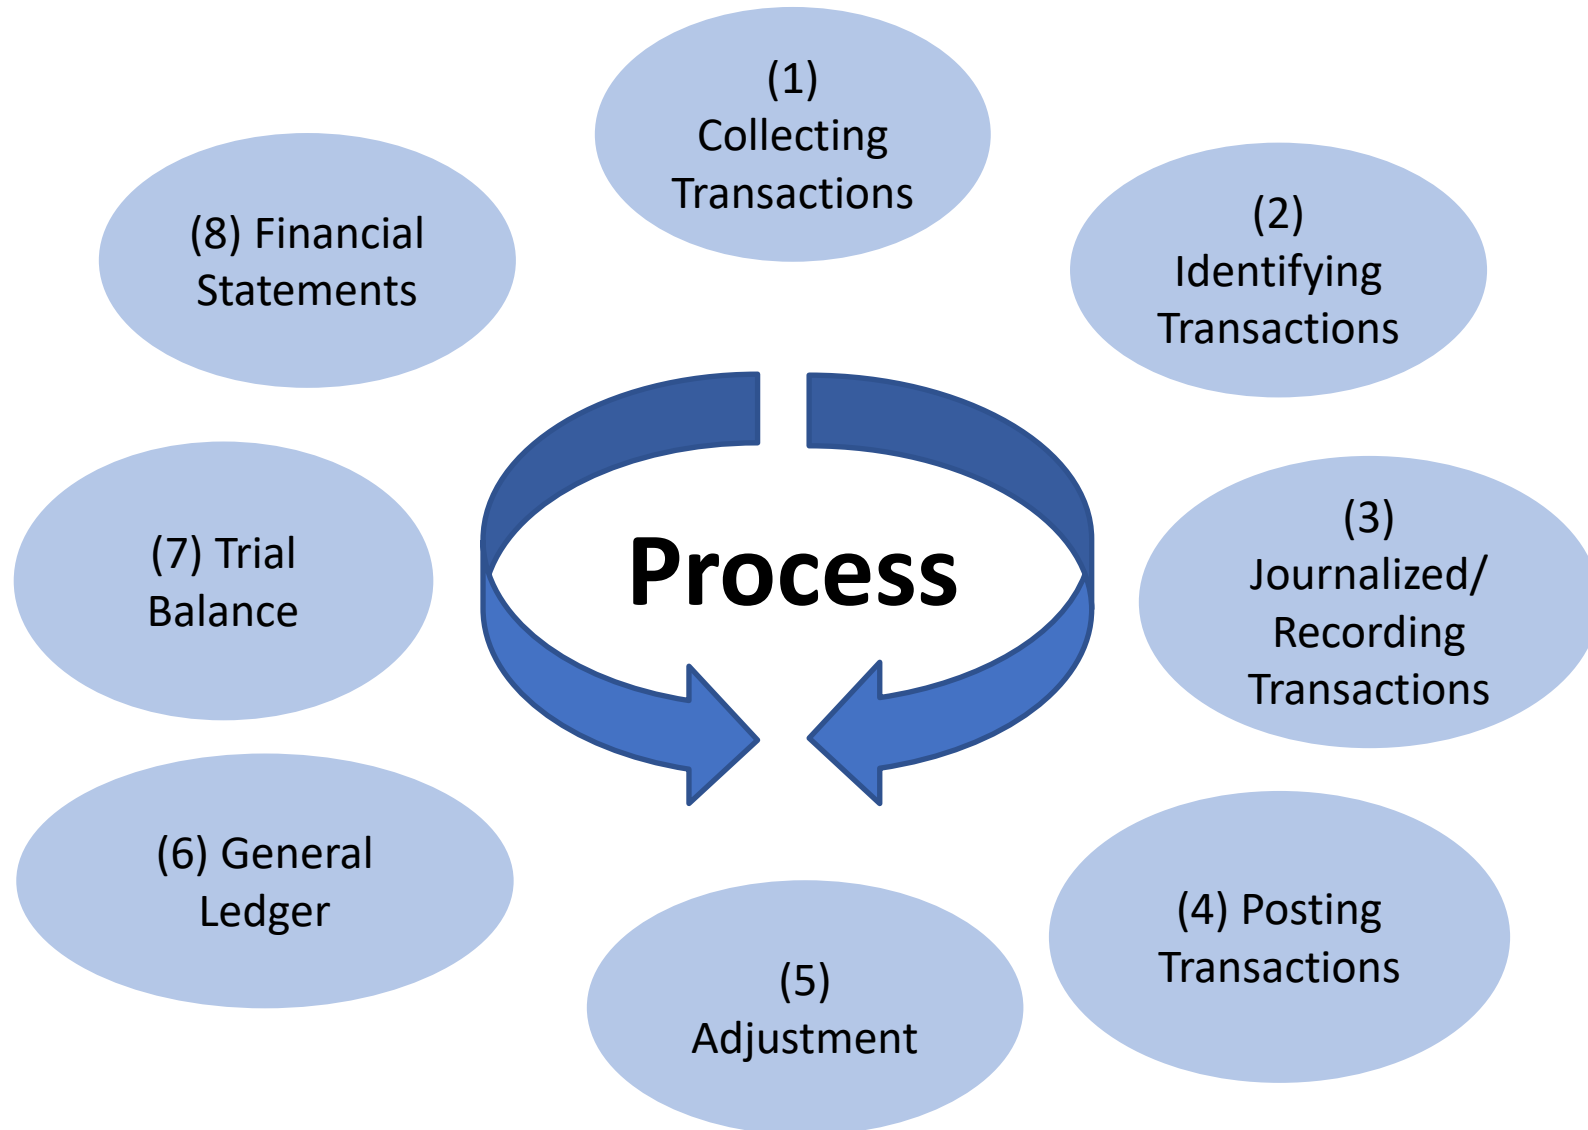 (1)
Collecting
Transactions
(2)
Identifying
Transactions
(3)
Journalized/
Recording
Transactions
(4) Posting
Transactions
(5)
Adjustment
(6) General
Ledger
(7) Trial
Balance
(8) Financial
Statements
Process